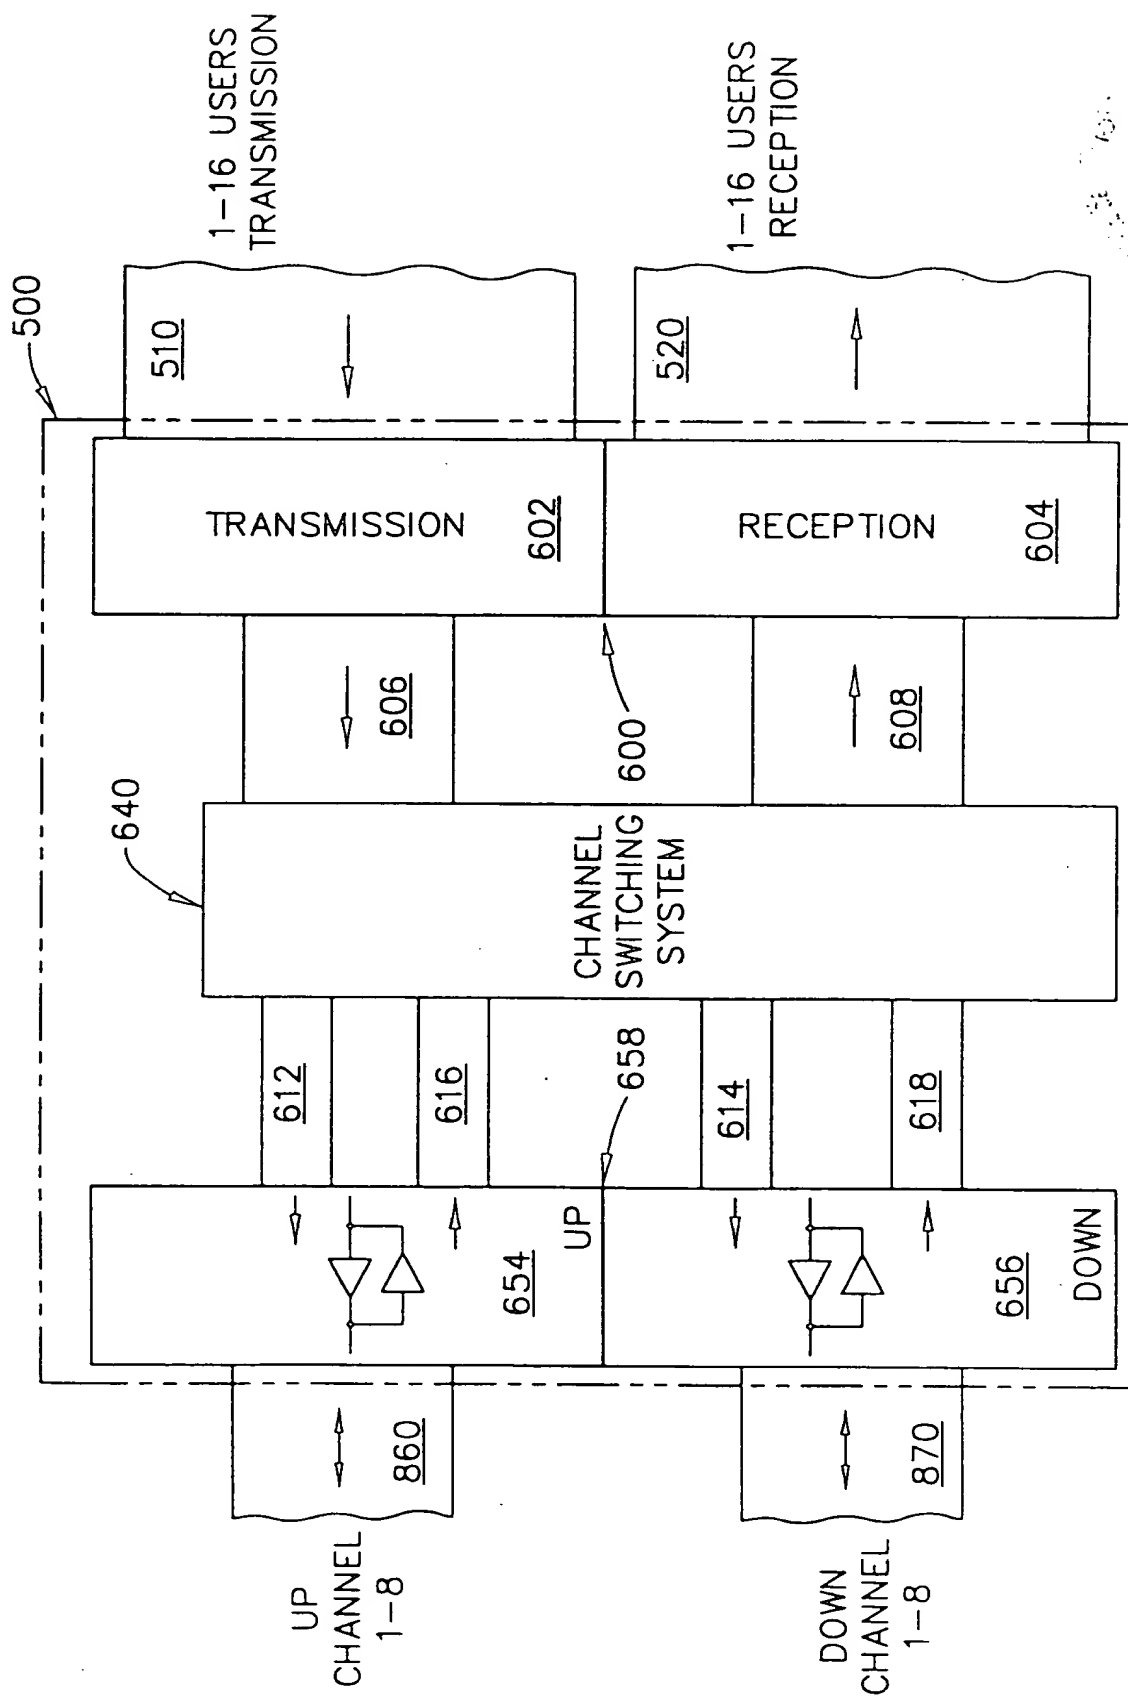 500
1-16 USERS
TRANSMISSION
510
1-16 USERS
RECEPTION
520
TRANSMISSION
602
RECEPTION
604
606
600
608
640
CHANNEL
SWITCHING
SYSTEM
612
616
658
614
618
654
UP
656
DOWN
UP
CHANNEL
1-8
860
DOWN
CHANNEL
1-8
870